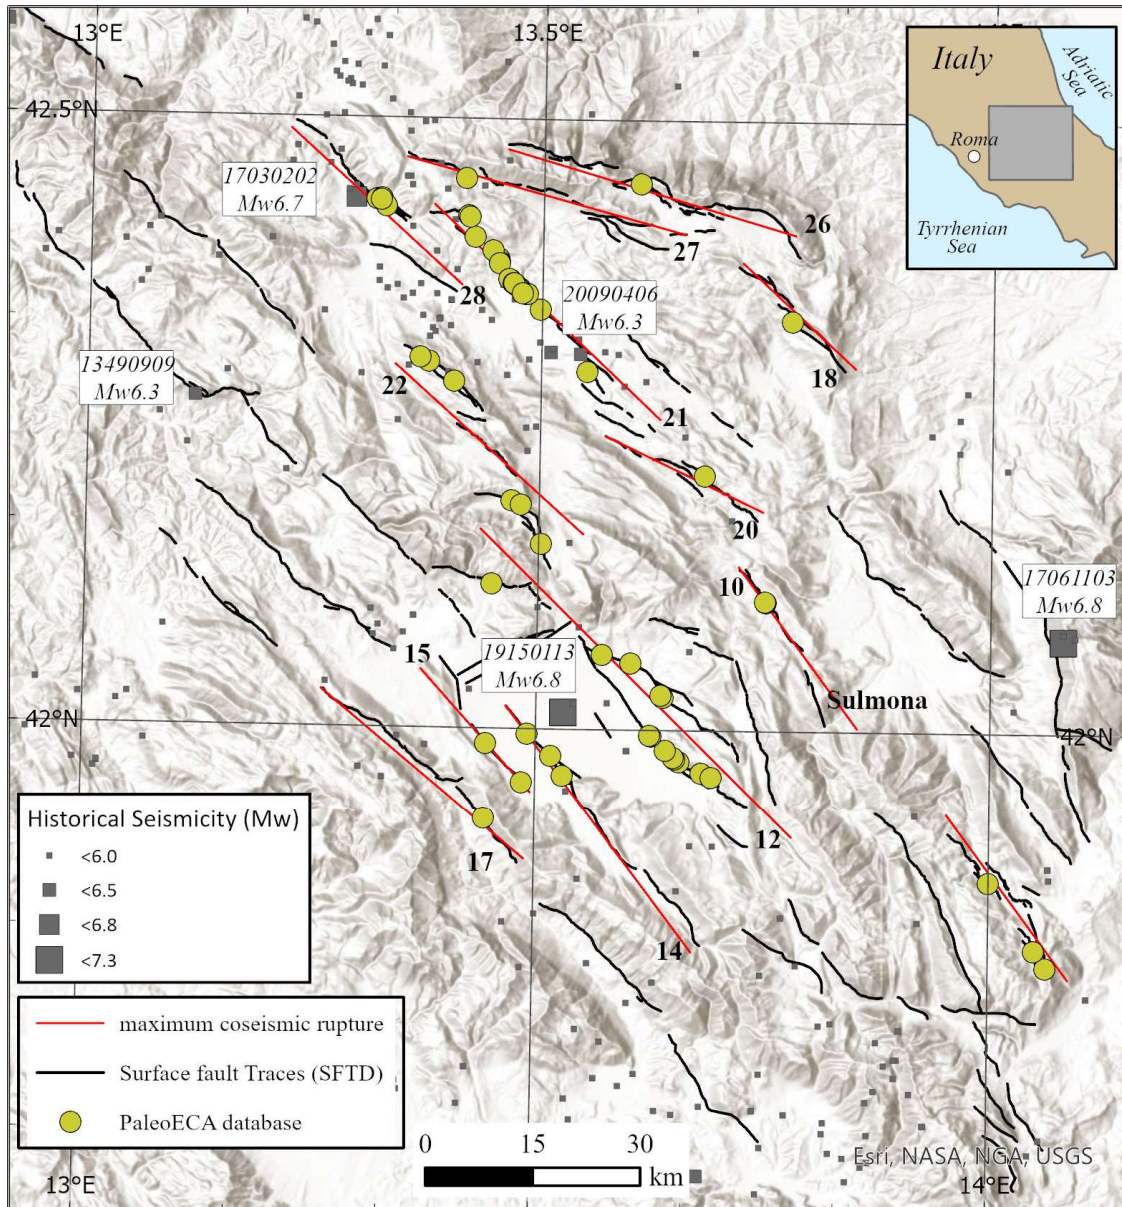 13°E
13.5°E
42.5°N
Italy
Adriatic
Sea
Roma
Tyrrhenian
Sea
17030202
Mw6.7
26
27
28
20090406
Mw6.3
13490909
Mw6.3
22
18
21
20
10
17061103
Mw6.8
15
19150113
Mw6.8
Sulmona
42°N
42°N
Historical Seismicity (Mw)
<6.0
<6.5
<6.8
<7.3
12
17
14
maximum coseismic rupture
Surface fault Traces (SFTD)
PaleoECA database
0 15 30
km
Esri, NASA, NGA, USGS
13°E
14°E